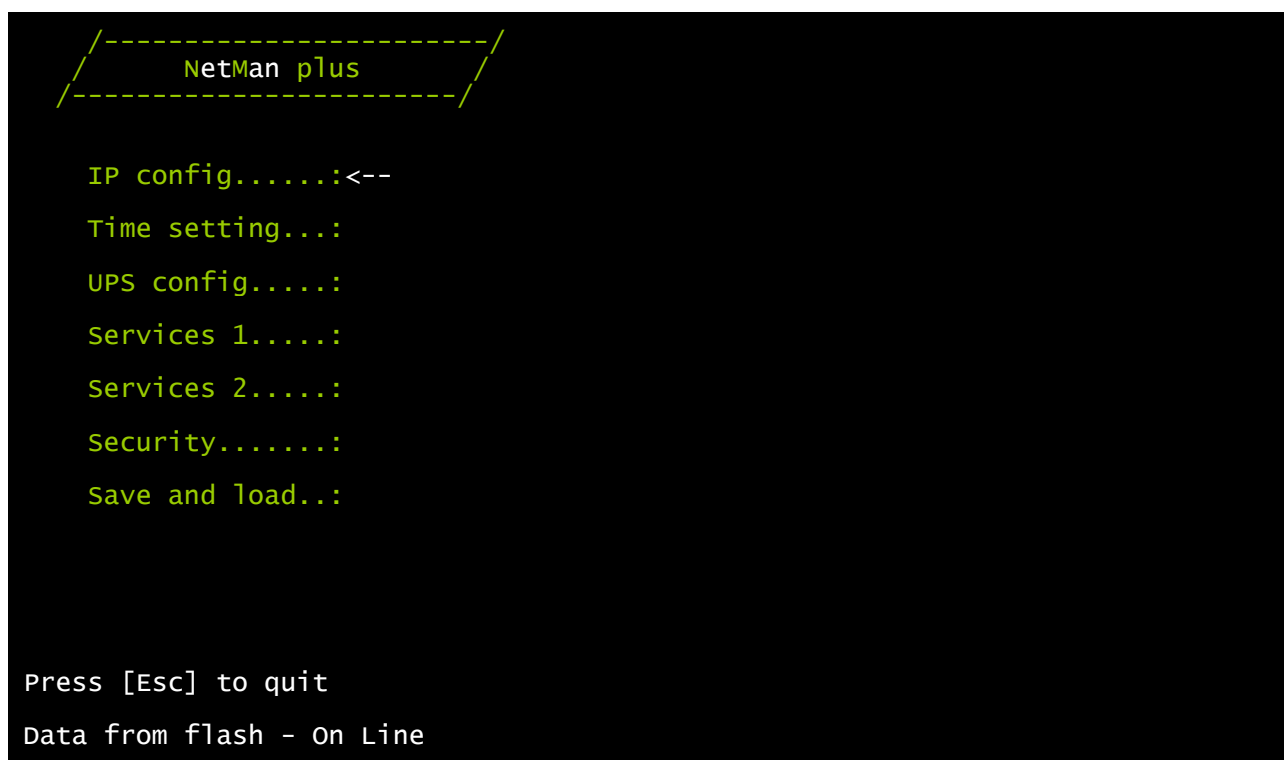 /------------------------/
/ NetMan plus /
/------------------------/
IP config......:<--
Time setting...:
UPS config.....:
Services 1.....:
Services 2.....:
Security.......:
Save and load..:
Press [Esc] to quit
Data from flash - On Line